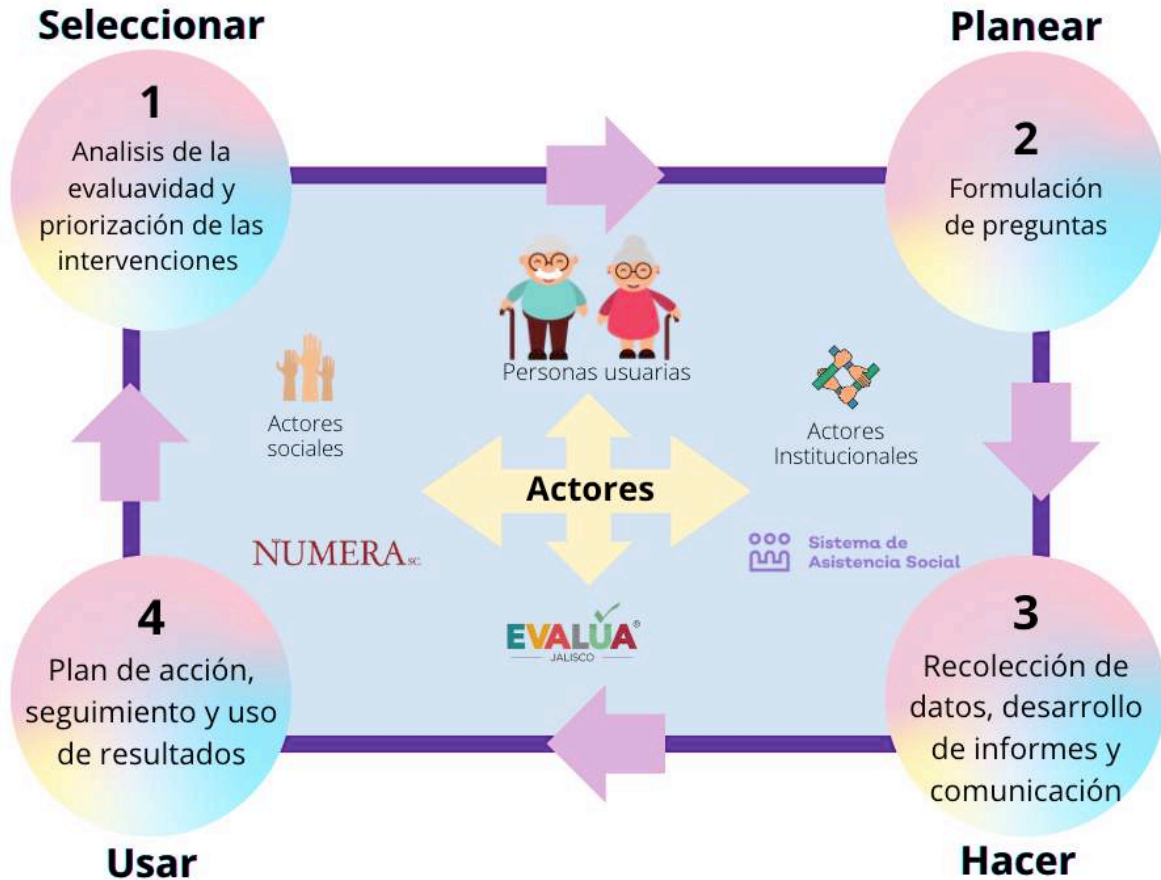 Seleccionar
1
Analisis de la
evaluavidad y
priorización de las
intervenciones
Planear
2
Formulación
de preguntas
Personas usuarias
Actores
sociales
Actores
Institucionales
Actores
NUMERA SC
Sistema de
Asistencia Social
EVALÚA®
JALISCO
4
Plan de acción,
seguimiento y uso
de resultados
Usar
3
Recolección de
datos, desarrollo
de informes y
comunicación
Hacer